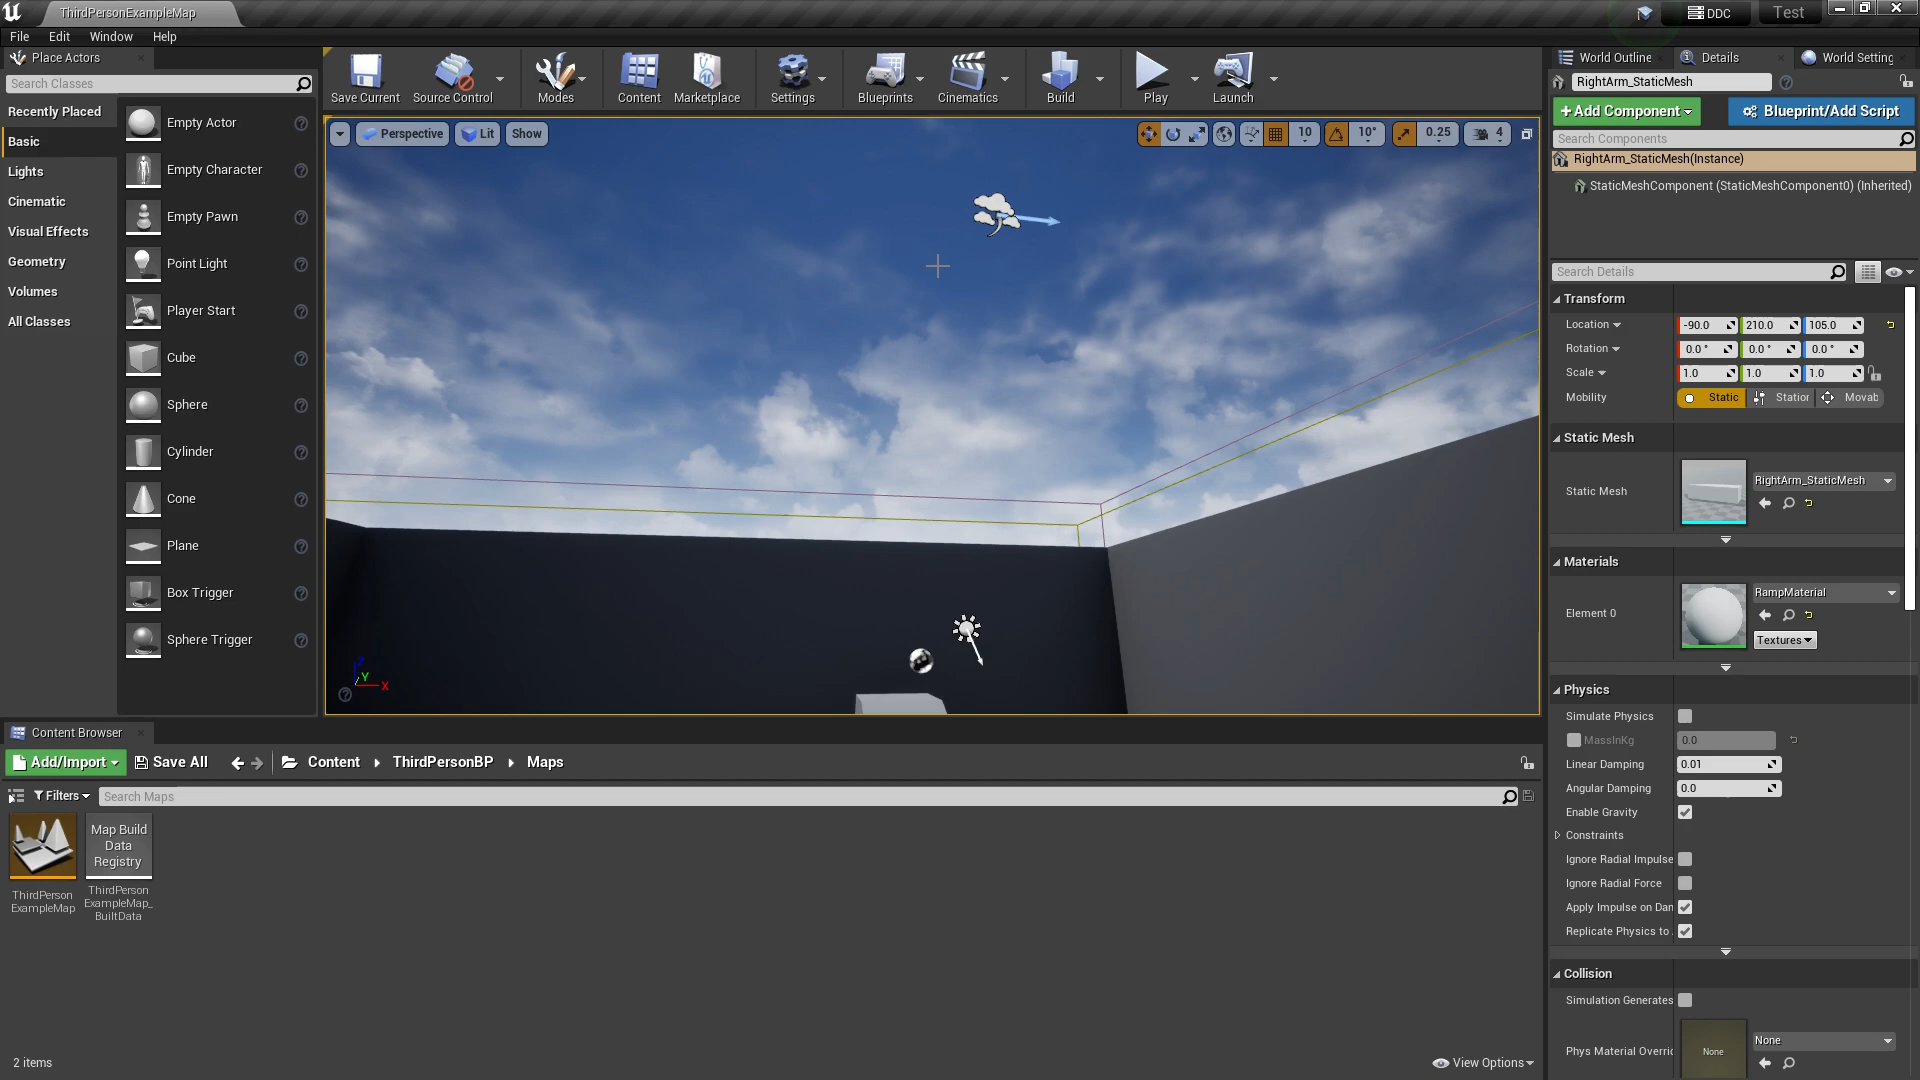 ThirdPersonExampleMap
DDC
Test
File Edit Window Help
Place Actors
Search Classes
Recently Placed
Basic
Lights
Cinematic
Visual Effects
Geometry
Volumes
All Classes
Empty Actor
Empty Character
Empty Pawn
Point Light
Player Start
Cube
Sphere
Cylinder
Cone
Plane
Box Trigger
Sphere Trigger
Save Current
Source Control
Modes
Content
Marketplace
Settings
Blueprints
Cinematics
Build
Play
Launch
Perspective
Lit
Show
10
10°
0.25
4
Z
Y
X
World Outline
Details
World Setting
RightArm_StaticMesh
+Add Component
Blueprint/Add Script
Search Components
RightArm_StaticMesh(Instance)
StaticMeshComponent (StaticMeshComponent0) (Inherited)
Search Details
Transform
Location -90.0 210.0 105.0
Rotation 0.0 ° 0.0 ° 0.0 °
Scale 1.0 1.0 1.0
Mobility Static Station Movab
Static Mesh
Static Mesh
RightArm_StaticMesh
Materials
Element 0
RampMaterial
Textures
Physics
Simulate Physics
MassInKg 0.0
Linear Damping 0.01
Angular Damping 0.0
Enable Gravity
Constraints
Ignore Radial Impulse
Ignore Radial Force
Apply Impulse on Dam
Replicate Physics to
Collision
Simulation Generates
Phys Material Overric
None
None
Content Browser
Add/Import
Save All
Content
ThirdPersonBP
Maps
Filters
Search Maps
ThirdPerson
ExampleMap
Map Build
Data
Registry
ThirdPerson
ExampleMap_
BuiltData
2 items
View Options